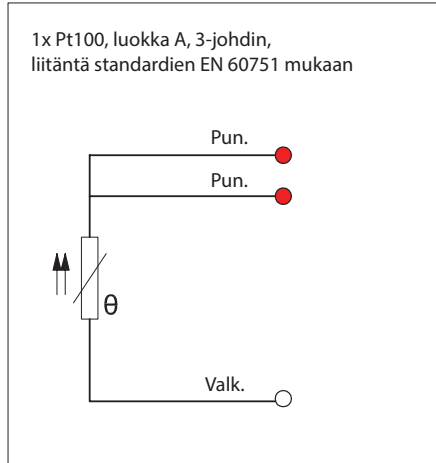 1x Pt100, luokka A, 3-johdin,
liitäntä standardien EN 60751 mukaan
Pun.
Pun.
θ
Valk.